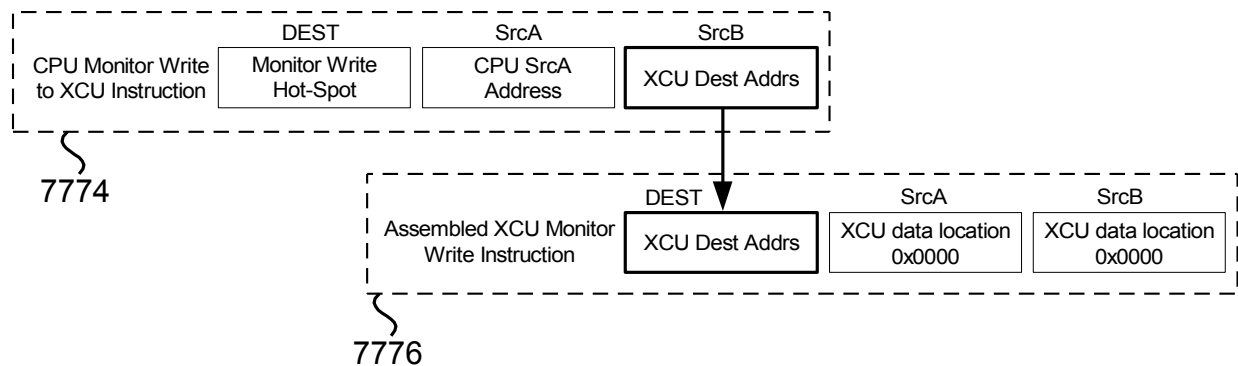 DEST SrcA SrcB
CPU Monitor Write
to XCU Instruction
Monitor Write
Hot-Spot
CPU SrcA
Address
XCU Dest Addrs
7774
DEST SrcA SrcB
Assembled XCU Monitor
Write Instruction
XCU Dest Addrs
XCU data location
0x0000
XCU data location
0x0000
7776